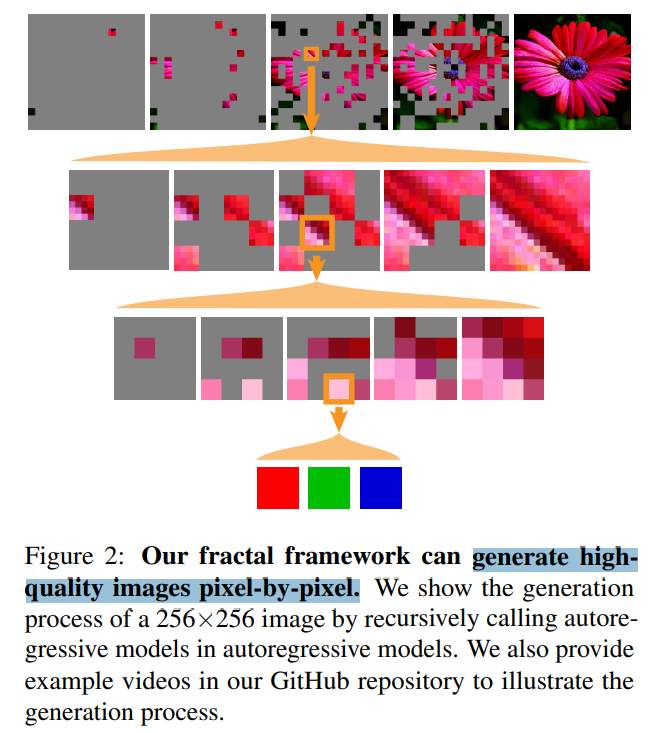 Figure 2: Our fractal framework can generate high-
quality images pixel-by-pixel. We show the generation
process of a 256×256 image by recursively calling autore-
gressive models in autoregressive models. We also provide
example videos in our GitHub repository to illustrate the
generation process.